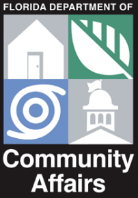 FLORIDA DEPARTMENT OF
Community
Affairs